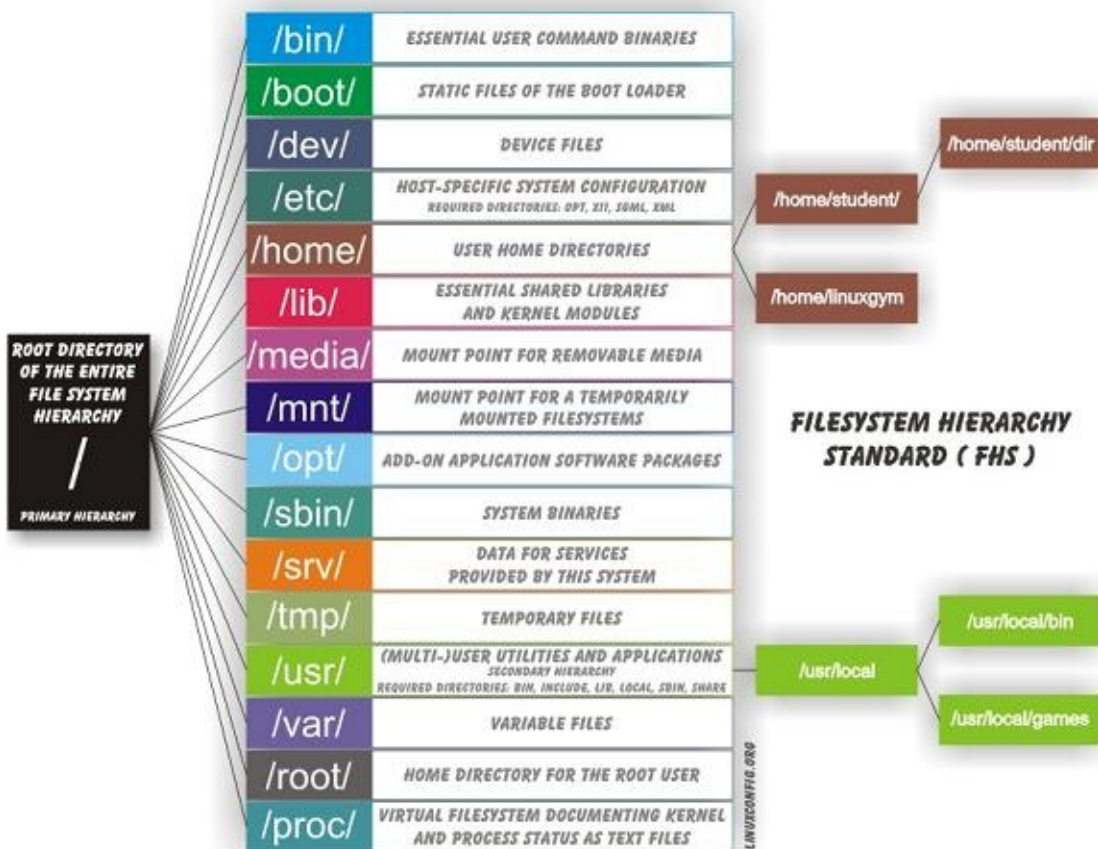 ROOT DIRECTORY
OF THE ENTIRE
FILE SYSTEM
HIERARCHY
/
PRIMARY HIERARCHY
/bin/
ESSENTIAL USER COMMAND BINARIES
/boot/
STATIC FILES OF THE BOOT LOADER
/dev/
DEVICE FILES
/etc/
HOST-SPECIFIC SYSTEM CONFIGURATION
REQUIRED DIRECTORIES: OPT, XII, SGML, XML
/home/
USER HOME DIRECTORIES
/lib/
ESSENTIAL SHARED LIBRARIES
AND KERNEL MODULES
/media/
MOUNT POINT FOR REMOVABLE MEDIA
/mnt/
MOUNT POINT FOR A TEMPORARILY
MOUNTED FILESYSTEMS
/opt/
ADD-ON APPLICATION SOFTWARE PACKAGES
/sbin/
SYSTEM BINARIES
/srv/
DATA FOR SERVICES
PROVIDED BY THIS SYSTEM
/tmp/
TEMPORARY FILES
/usr/
(MULTI-)USER UTILITIES AND APPLICATIONS
SECONDARY HIERARCHY
REQUIRED DIRECTORIES: BIN, INCLUDE, LIB, LOCAL, SBIN, SHARE
/var/
VARIABLE FILES
/root/
HOME DIRECTORY FOR THE ROOT USER
/proc/
VIRTUAL FILESYSTEM DOCUMENTING KERNEL
AND PROCESS STATUS AS TEXT FILES
/home/student/
/home/student/dir
/home/linuxgym
FILESYSTEM HIERARCHY
STANDARD ( FHS )
/usr/local
/usr/local/bin
/usr/local/games
LINUXCONFIG.ORG